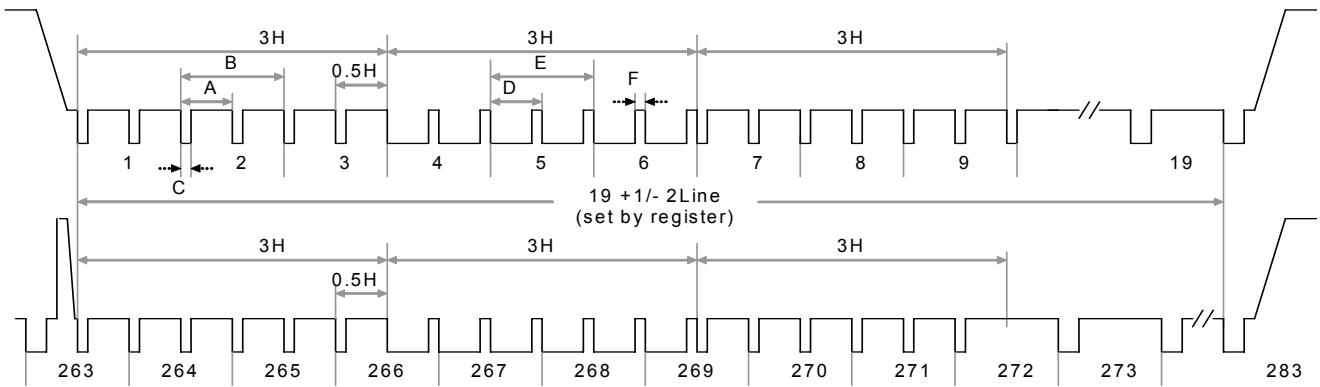 3H 3H 3H
B E
0.5H F
A D
1 2 3 4 5 6 7 8 9 19
C
19 +1/- 2Line
(set by register)
3H 3H 3H
0.5H
263 264 265 266 267 268 269 270 271 272 273 283